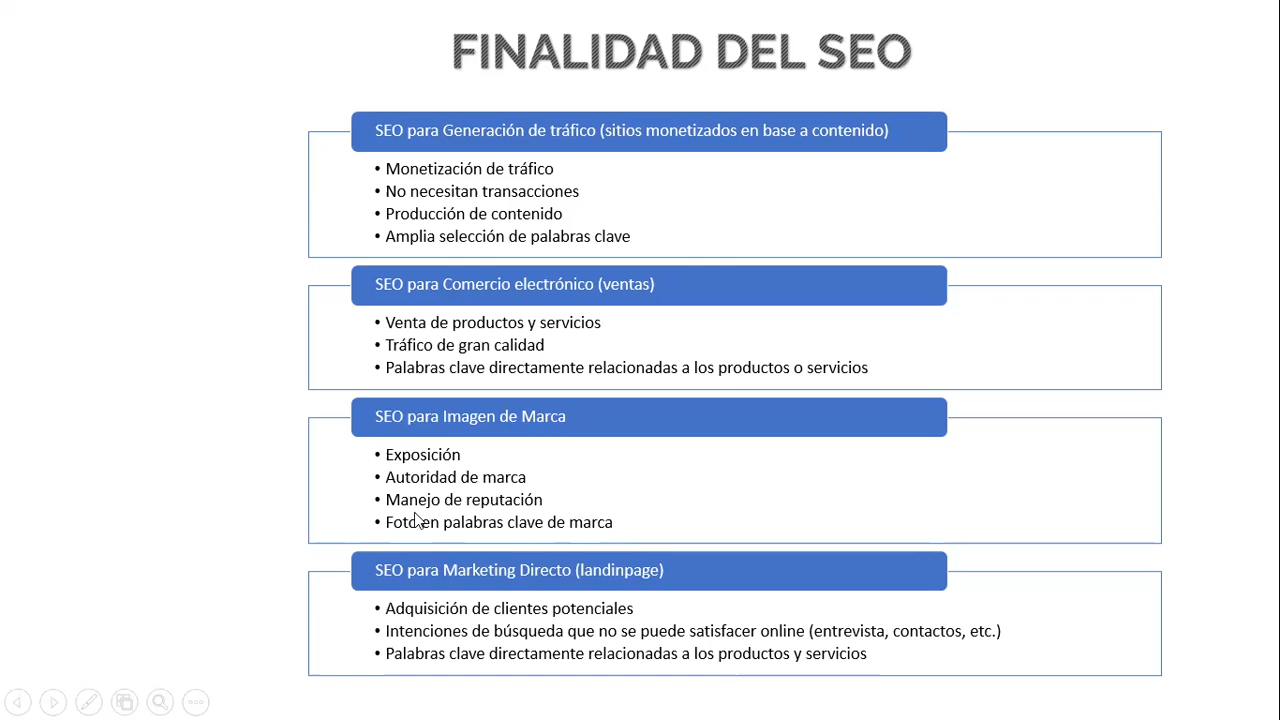 FINALIDAD DEL SEO
SEO para Generación de tráfico (sitios monetizados en base a contenido)
• Monetización de tráfico
• No necesitan transacciones
• Producción de contenido
• Amplia selección de palabras clave
SEO para Comercio electrónico (ventas)
• Venta de productos y servicios
• Tráfico de gran calidad
• Palabras clave directamente relacionadas a los productos o servicios
SEO para Imagen de Marca
• Exposición
• Autoridad de marca
• Manejo de reputación
• Foto en palabras clave de marca
SEO para Marketing Directo (landinpage)
• Adquisición de clientes potenciales
• Intenciones de búsqueda que no se puede satisfacer online (entrevista, contactos, etc.)
• Palabras clave directamente relacionadas a los productos y servicios